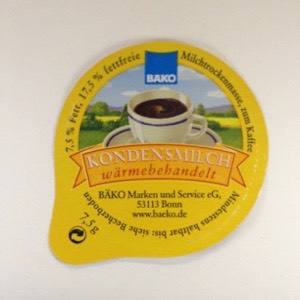 7,5 % Fett, 17,5 % fettfreie Milchtrockenmasse, zum Kaffee
BÄKO
KONDENSMILCH
wärmebehandelt
BÄKO Marken und Service eG,
53113 Bonn
www.baeko.de
Mindestens haltbar bis: siehe Becherboden
7,5g